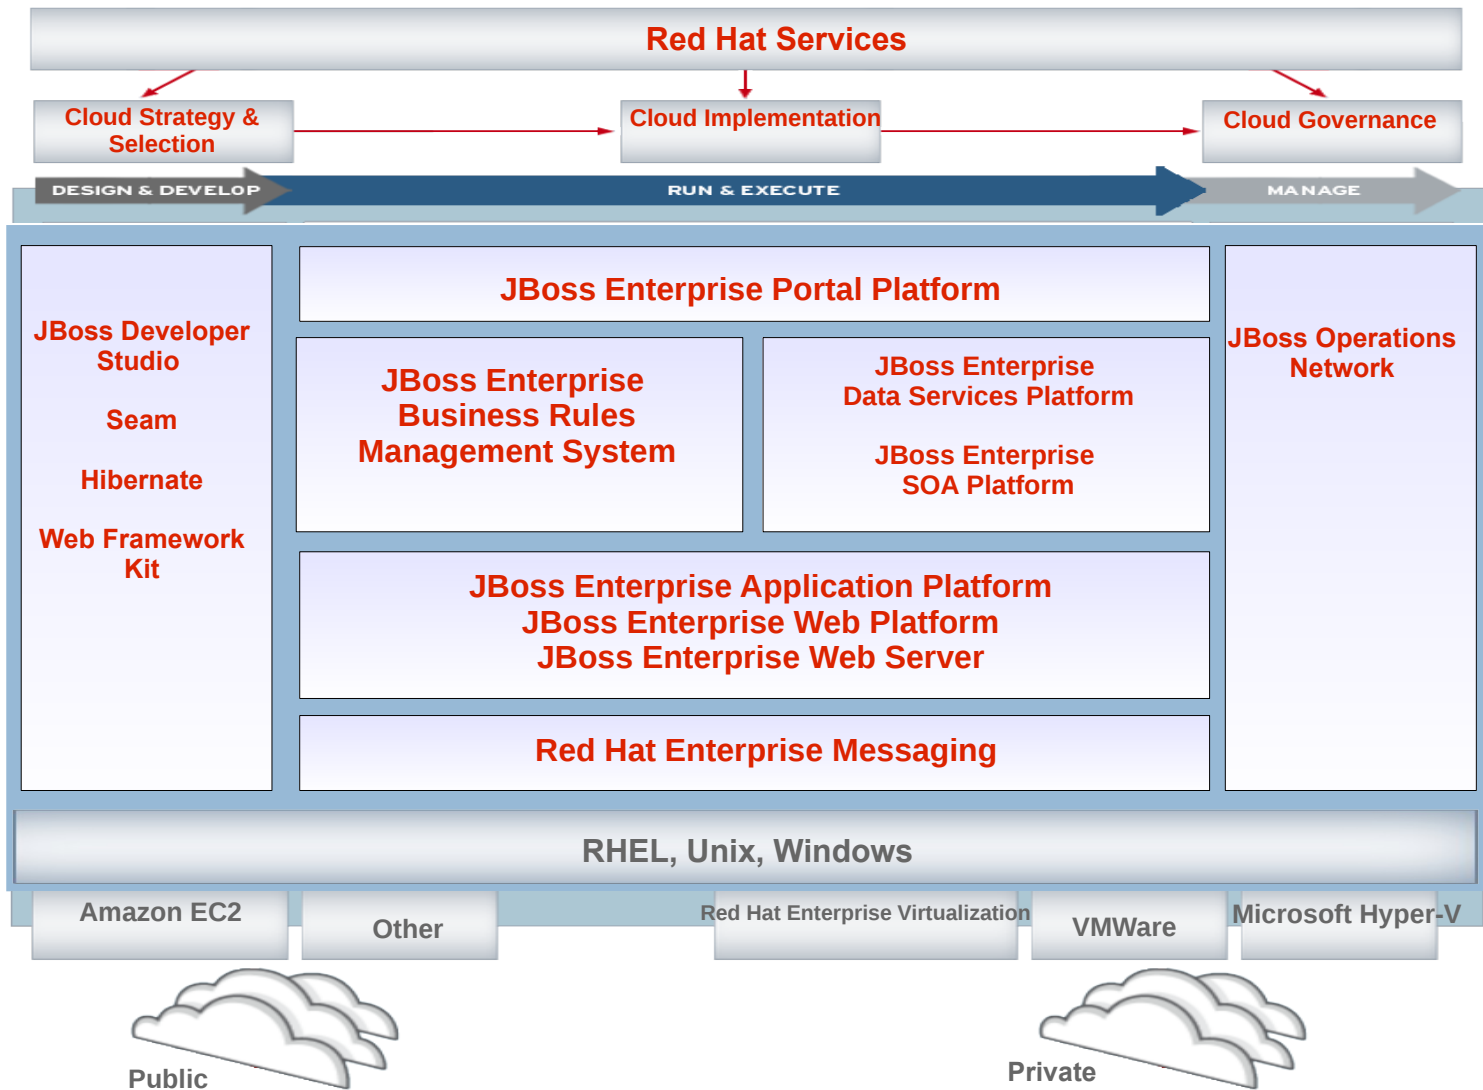 Red Hat Services
Cloud Strategy &
Selection
Cloud Implementation
Cloud Governance
DESIGN & DEVELOP
RUN & EXECUTE
MANAGE
JBoss Developer
Studio
Seam
Hibernate
Web Framework
Kit
JBoss Enterprise Portal Platform
JBoss Enterprise
Business Rules
Management System
JBoss Enterprise
Data Services Platform
JBoss Enterprise
SOA Platform
JBoss Enterprise Application Platform
JBoss Enterprise Web Platform
JBoss Enterprise Web Server
Red Hat Enterprise Messaging
JBoss Operations
Network
RHEL, Unix, Windows
Amazon EC2
Other
Red Hat Enterprise Virtualization
VMWare
Microsoft Hyper-V
Public
Private